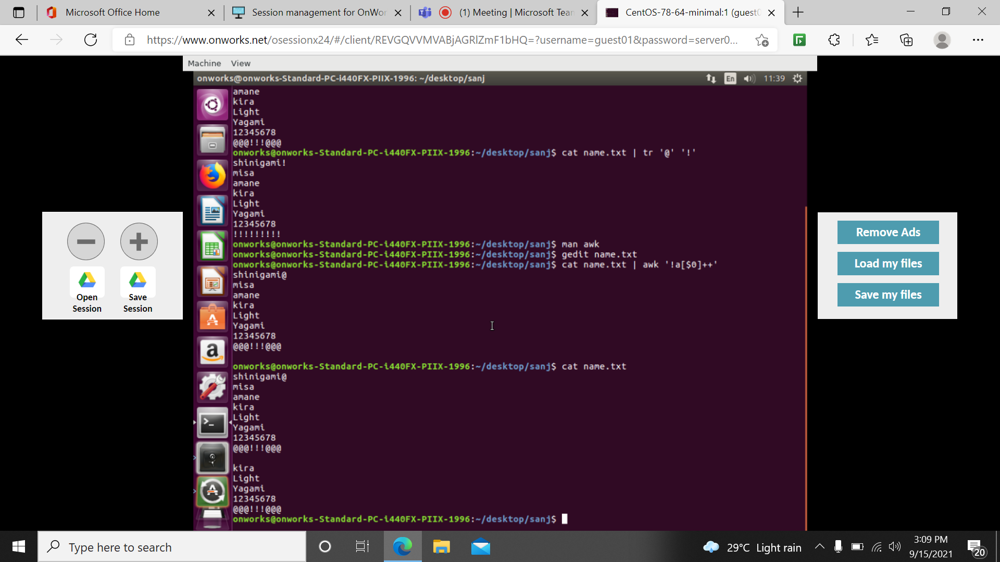 Microsoft Office Home
Session management for OnWor
(1) Meeting | Microsoft Tean
CentOS-78-64-minimal:1 (guest0
https://www.onworks.net/osessionx24/#/client/REVGQVVMVABjAGRlZmF1bHQ=?username=guest01&password=server0...
Machine View
onworks@onworks-Standard-PC-i440FX-PIIX-1996: ~/desktop/sanj
En
11:39
amane
kira
Light
Yagami
12345678
@@@!!!@@@
onworks@onworks-Standard-PC-i440FX-PIIX-1996:~/desktop/sanj$ cat name.txt | tr '@' '!'
shinigami!
misa
amane
kira
Light
Yagami
12345678
!!!!!!!!!
onworks@onworks-Standard-PC-i440FX-PIIX-1996:~/desktop/sanj$ man awk
onworks@onworks-Standard-PC-i440FX-PIIX-1996:~/desktop/sanj$ gedit name.txt
onworks@onworks-Standard-PC-i440FX-PIIX-1996:~/desktop/sanj$ cat name.txt | awk '!a[$0]++'
shinigami@
misa
amane
kira
Light
Yagami
12345678
@@@!!!@@@
onworks@onworks-Standard-PC-i440FX-PIIX-1996:~/desktop/sanj$ cat name.txt
shinigami@
misa
amane
kira
Light
Yagami
12345678
@@@!!!@@@
kira
Light
Yagami
12345678
@@@!!!@@@
onworks@onworks-Standard-PC-i440FX-PIIX-1996:~/desktop/sanj$
Open
Session
Save
Session
Remove Ads
Load my files
Save my files
Type here to search
29°C Light rain
3:09 PM
9/15/2021
20